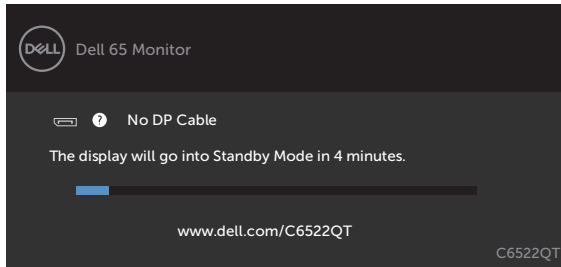 DELL Dell 65 Monitor
? No DP Cable
The display will go into Standby Mode in 4 minutes.
www.dell.com/C6522QT
C6522QT